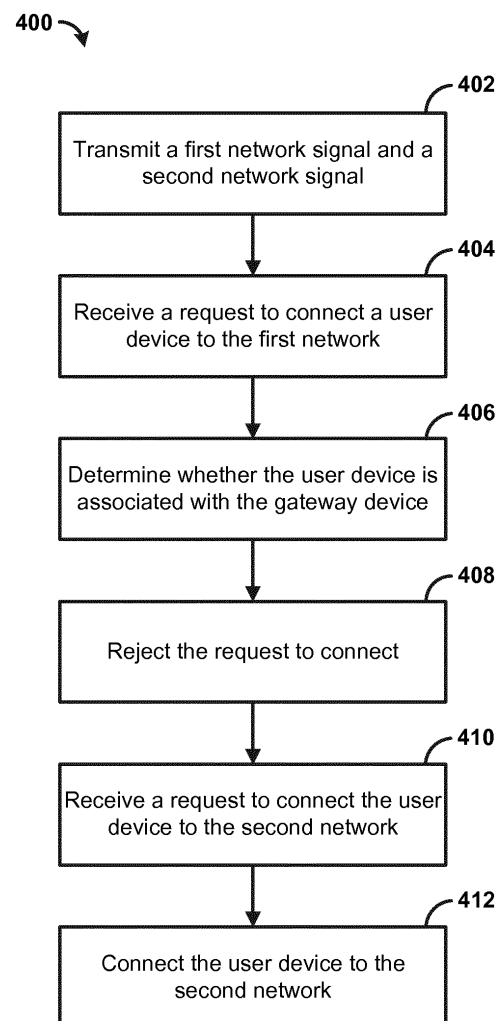 400
402
Transmit a first network signal and a
second network signal
404
Receive a request to connect a user
device to the first network
406
Determine whether the user device is
associated with the gateway device
408
Reject the request to connect
410
Receive a request to connect the user
device to the second network
412
Connect the user device to the
second network